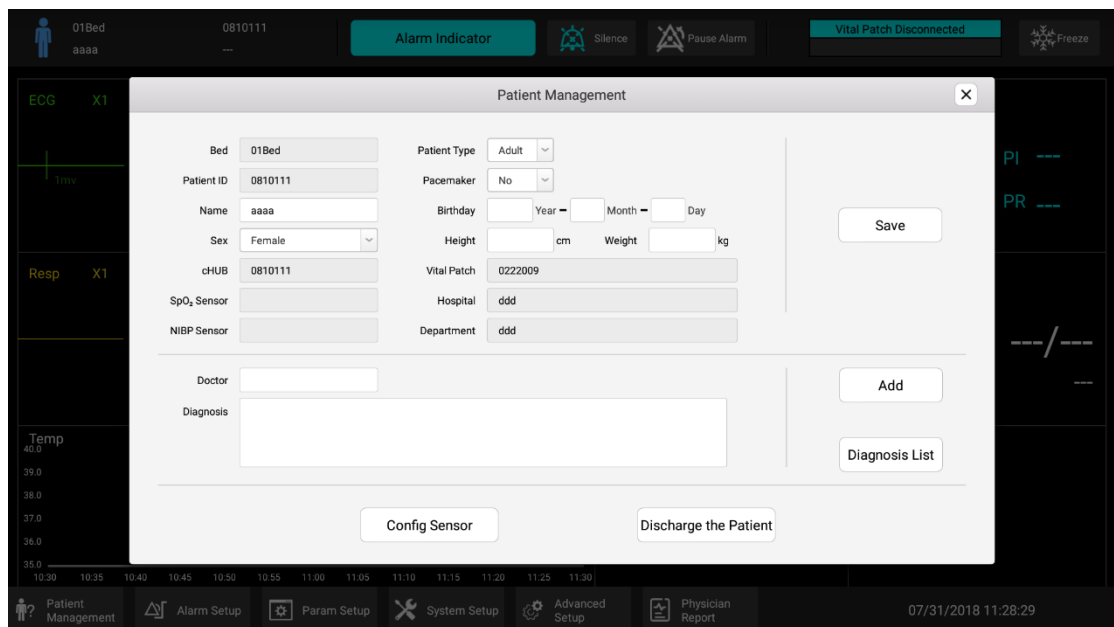 01Bed 0810111
aaaa ---
Alarm Indicator
Silence
Pause Alarm
Vital Patch Disconnected
Freeze
ECG X1
1mv
Resp X1
Temp
40.0
39.0
38.0
37.0
36.0
35.0
10:30 10:35 10:40 10:45 10:50 10:55 11:00 11:05 11:10 11:15 11:20 11:25 11:30
PI ---
PR ---
---/---
---
Patient Management
Bed 01Bed Patient Type Adult
Patient ID 0810111 Pacemaker No
Name aaaa Birthday Year – Month – Day
Sex Female Height cm Weight kg
cHUB 0810111 Vital Patch 0222009
SpO₂ Sensor Hospital ddd
NIBP Sensor Department ddd
Save
Doctor
Diagnosis
Add
Diagnosis List
Config Sensor Discharge the Patient
Patient
Management
Alarm Setup
Param Setup
System Setup
Advanced
Setup
Physician
Report
07/31/2018 11:28:29